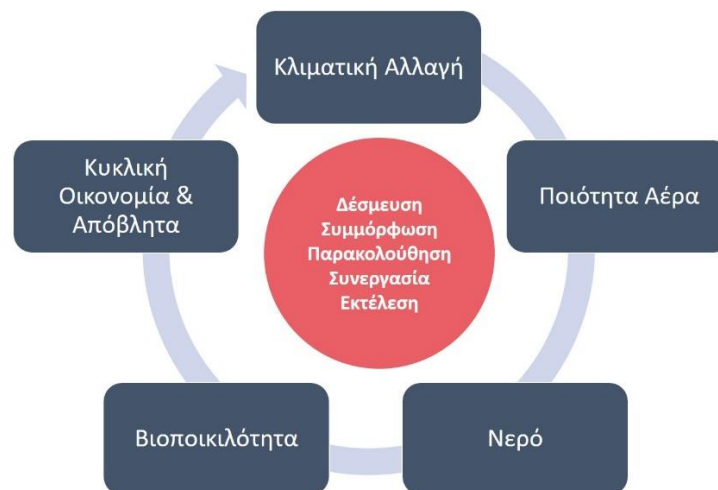 Κλιματική Αλλαγή
Ποιότητα Αέρα
Νερό
Βιοποικιλότητα
Κυκλική
Οικονομία &
Απόβλητα
Δέσμευση
Συμμόρφωση
Παρακολούθηση
Συνεργασία
Εκτέλεση